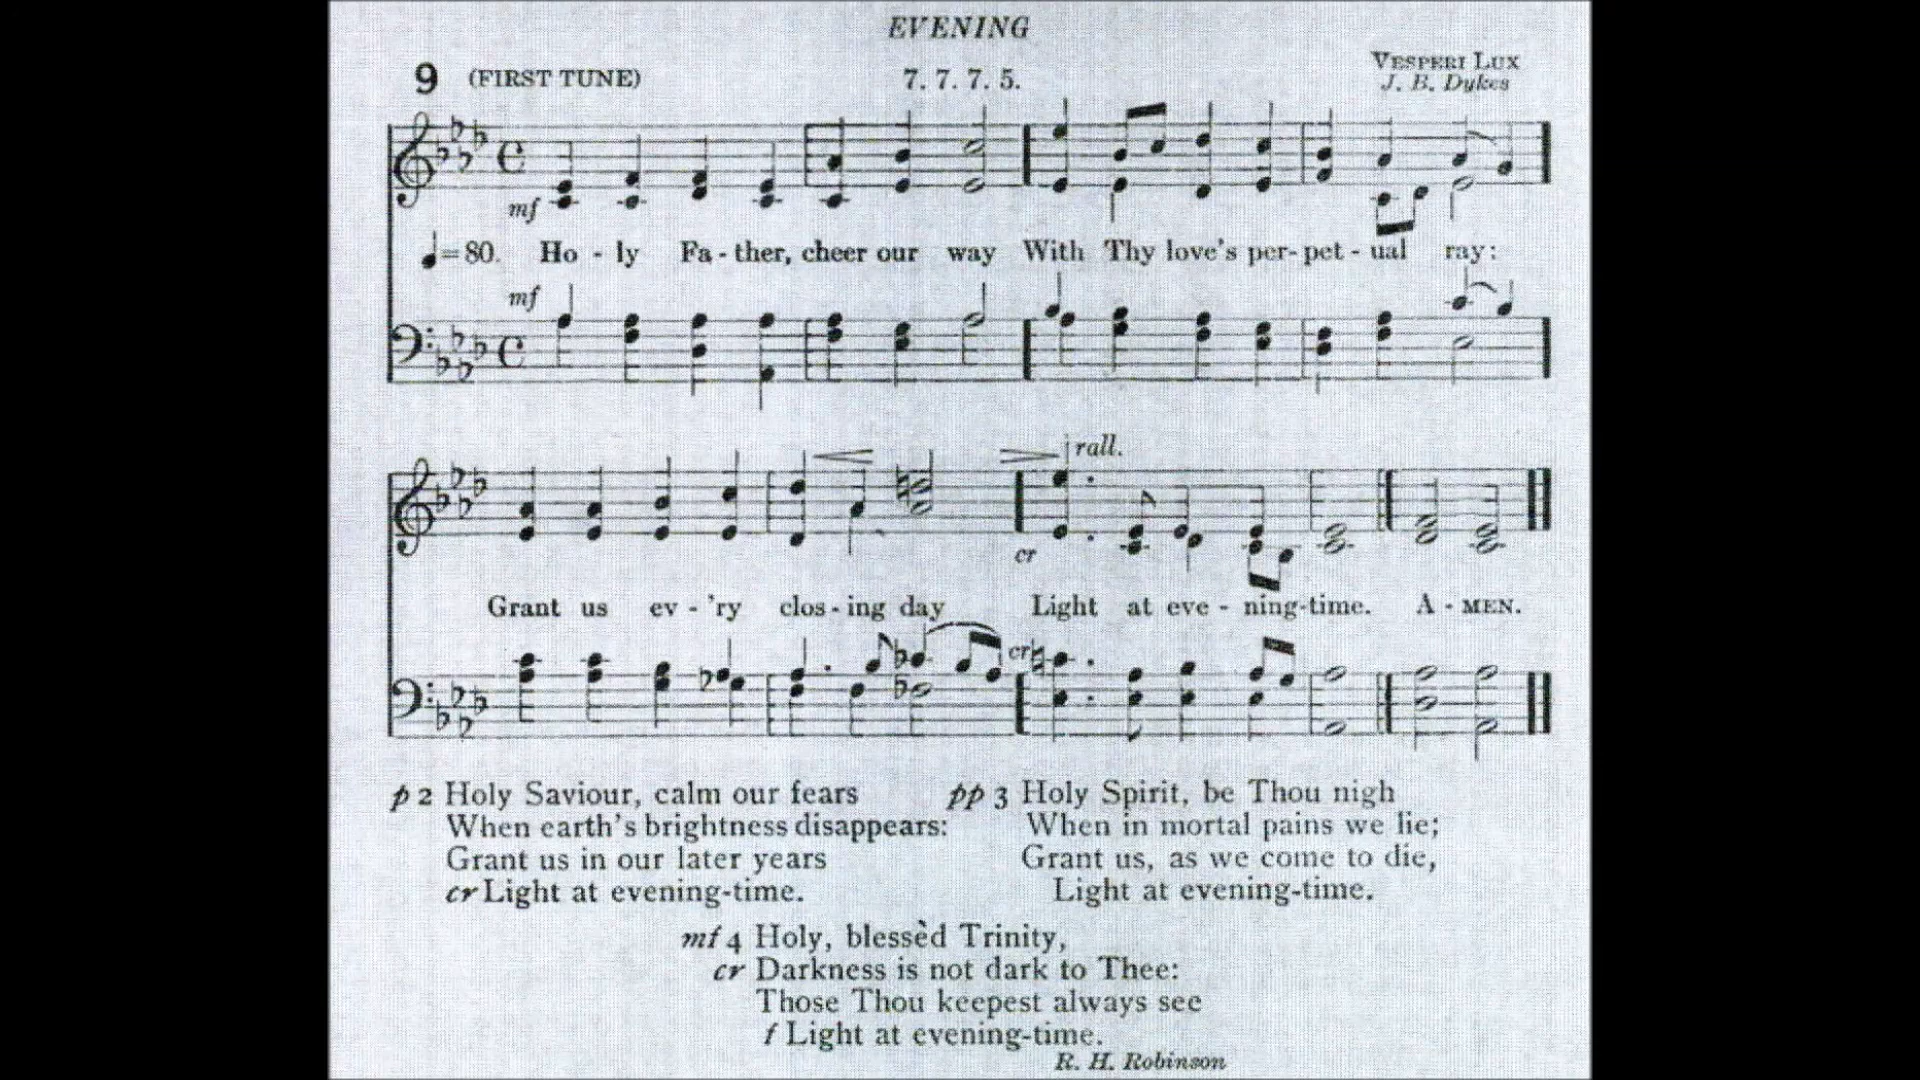 EVENING
9 (FIRST TUNE) 7. 7. 7. 5. VESPERI LUX
J. B. Dykes
mf
♩=80. Ho - ly Fa - ther, cheer our way With Thy love's per - pet - ual ray:
mf
rall.
cr
Grant us ev - 'ry clos - ing day Light at eve - ning-time. A - MEN.
cr
p 2 Holy Saviour, calm our fears
When earth's brightness disappears:
Grant us in our later years
cr Light at evening-time.
pp 3 Holy Spirit, be Thou nigh
When in mortal pains we lie;
Grant us, as we come to die,
Light at evening-time.
mf 4 Holy, blessèd Trinity,
cr Darkness is not dark to Thee:
Those Thou keepest always see
f Light at evening-time.
R. H. Robinson